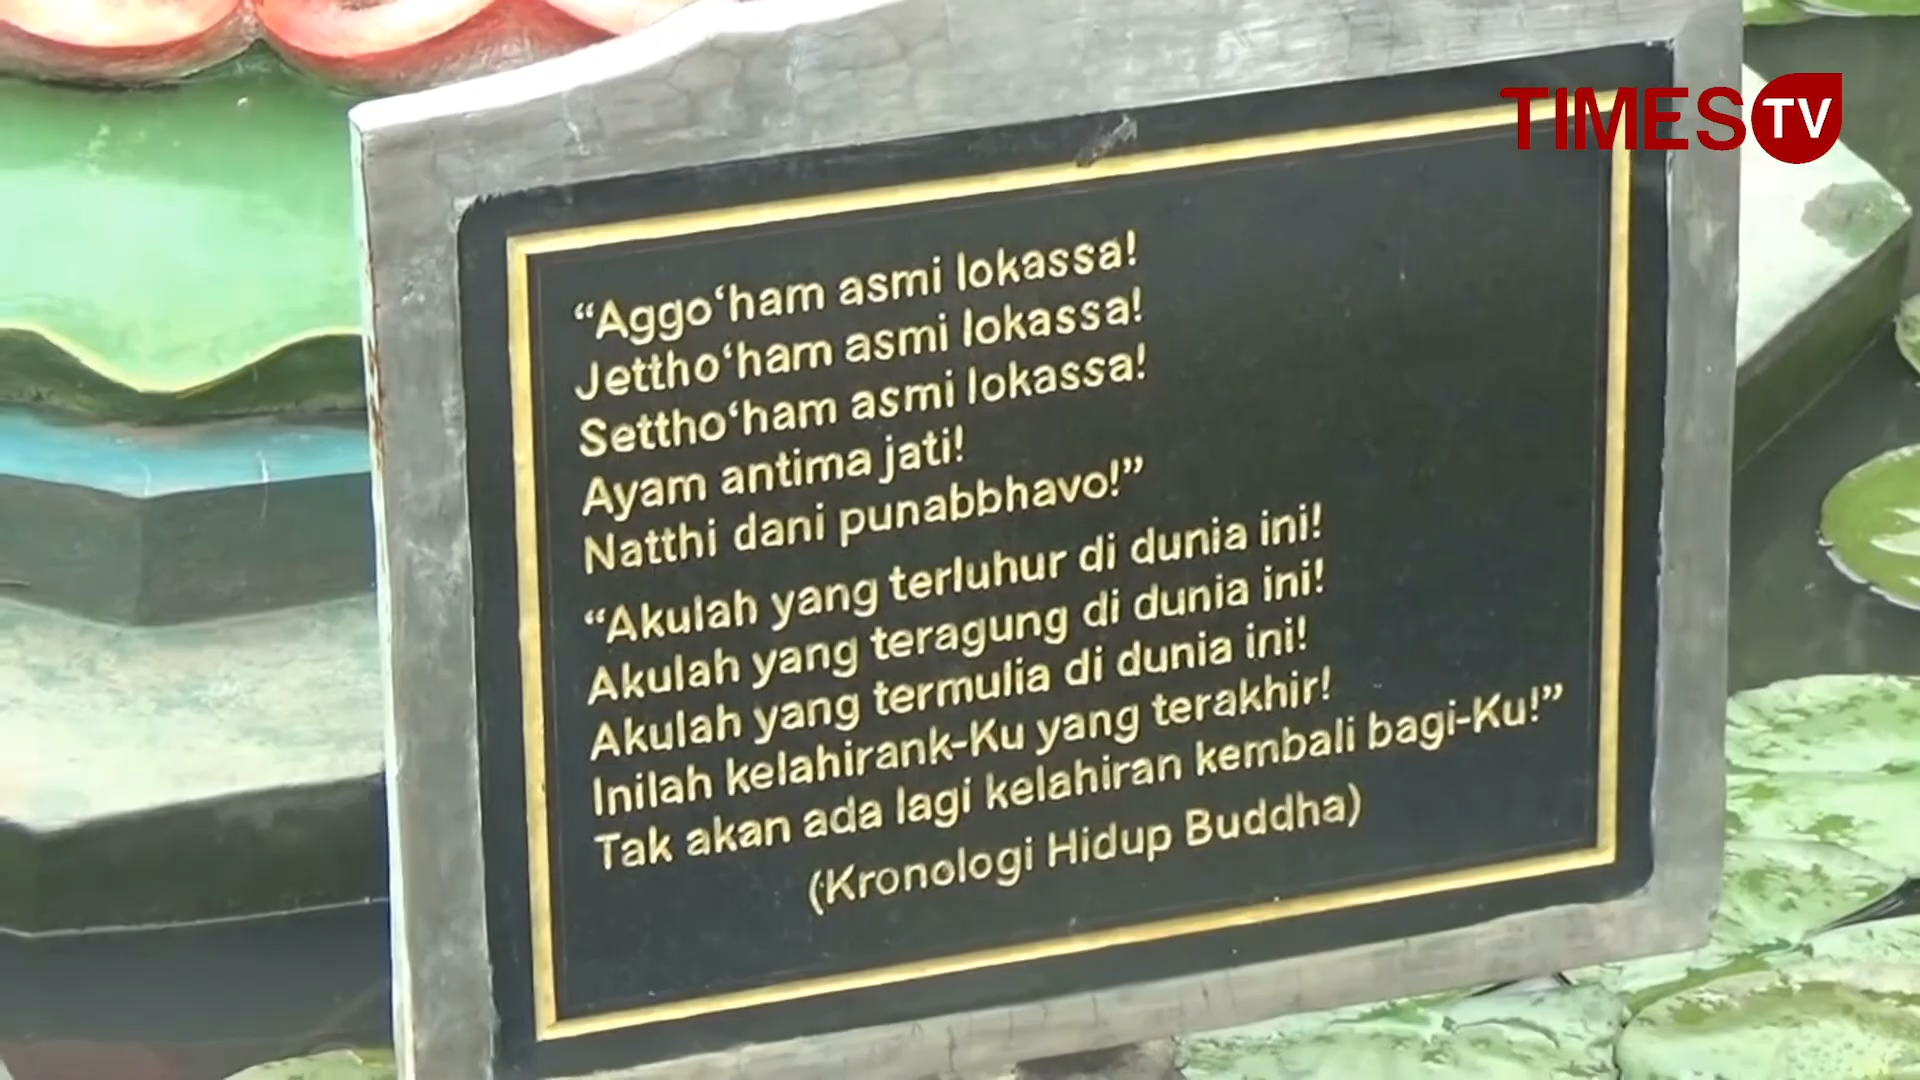 TIMES TV
“Aggo‘ham asmi lokassa!
Jettho‘ham asmi lokassa!
Settho‘ham asmi lokassa!
Ayam antima jati!
Natthi dani punabbhavo!”
“Akulah yang terluhur di dunia ini!
Akulah yang teragung di dunia ini!
Akulah yang termulia di dunia ini!
Inilah kelahirank-Ku yang terakhir!
Tak akan ada lagi kelahiran kembali bagi-Ku!”
(Kronologi Hidup Buddha)